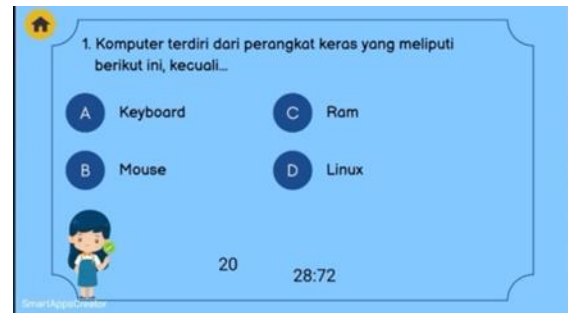 1. Komputer terdiri dari perangkat keras yang meliputi
berikut ini, kecuali...
A Keyboard
C Ram
B Mouse
D Linux
20
28:72
SmartAppsCreator